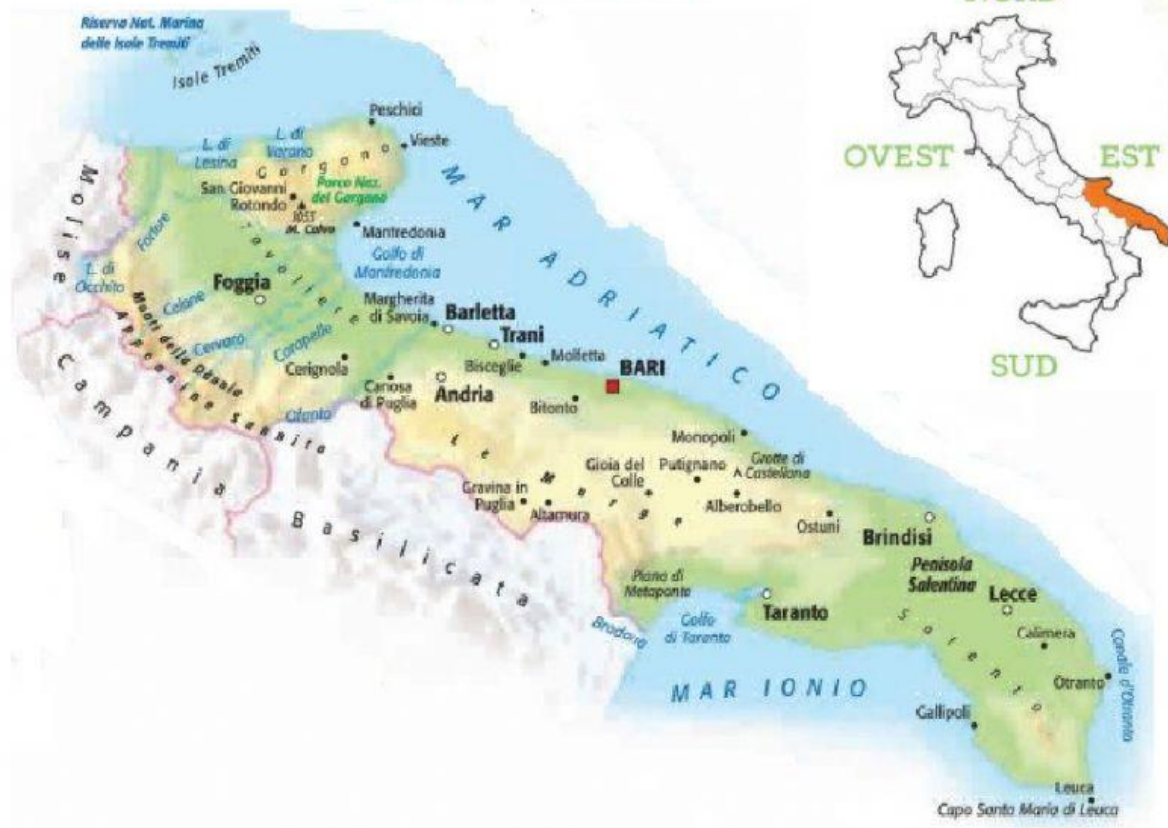 NORD
OVEST
EST
SUD
Riserva Nat. Marina
delle Isole Tremiti
Isole Tremiti
Peschici
Vieste
L. di
Lesina
L. di
Varano
Gargano
Parco Naz.
del Gargano
San Giovanni
Rotondo
1055
M. Calvo
Manfredonia
Golfo di
Manfredonia
Molise
Fortore
L. di
Occhito
Tavoliere
Foggia
Celone
Cervaro
Carapelle
Monti della Daunia
Appennino Sannita
Margherita
di Savoia
Barletta
Trani
Bisceglie
Molfetta
BARI
MAR ADRIATICO
Cerignola
Canosa
di Puglia
Andria
Bitonto
Ofanto
Campania
Basilicata
Le Murge
Monopoli
Grotte di
Castellana
Gioia del
Colle
Putignano
Alberobello
Gravina in
Puglia
Altamura
Ostuni
Brindisi
Penisola
Salentina
Lecce
Piana di
Metaponto
Taranto
Golfo
di Taranto
Bradano
Salento
Calimera
Canale d'Otranto
Otranto
MAR IONIO
Gallipoli
Leuca
Capo Santa Maria di Leuca